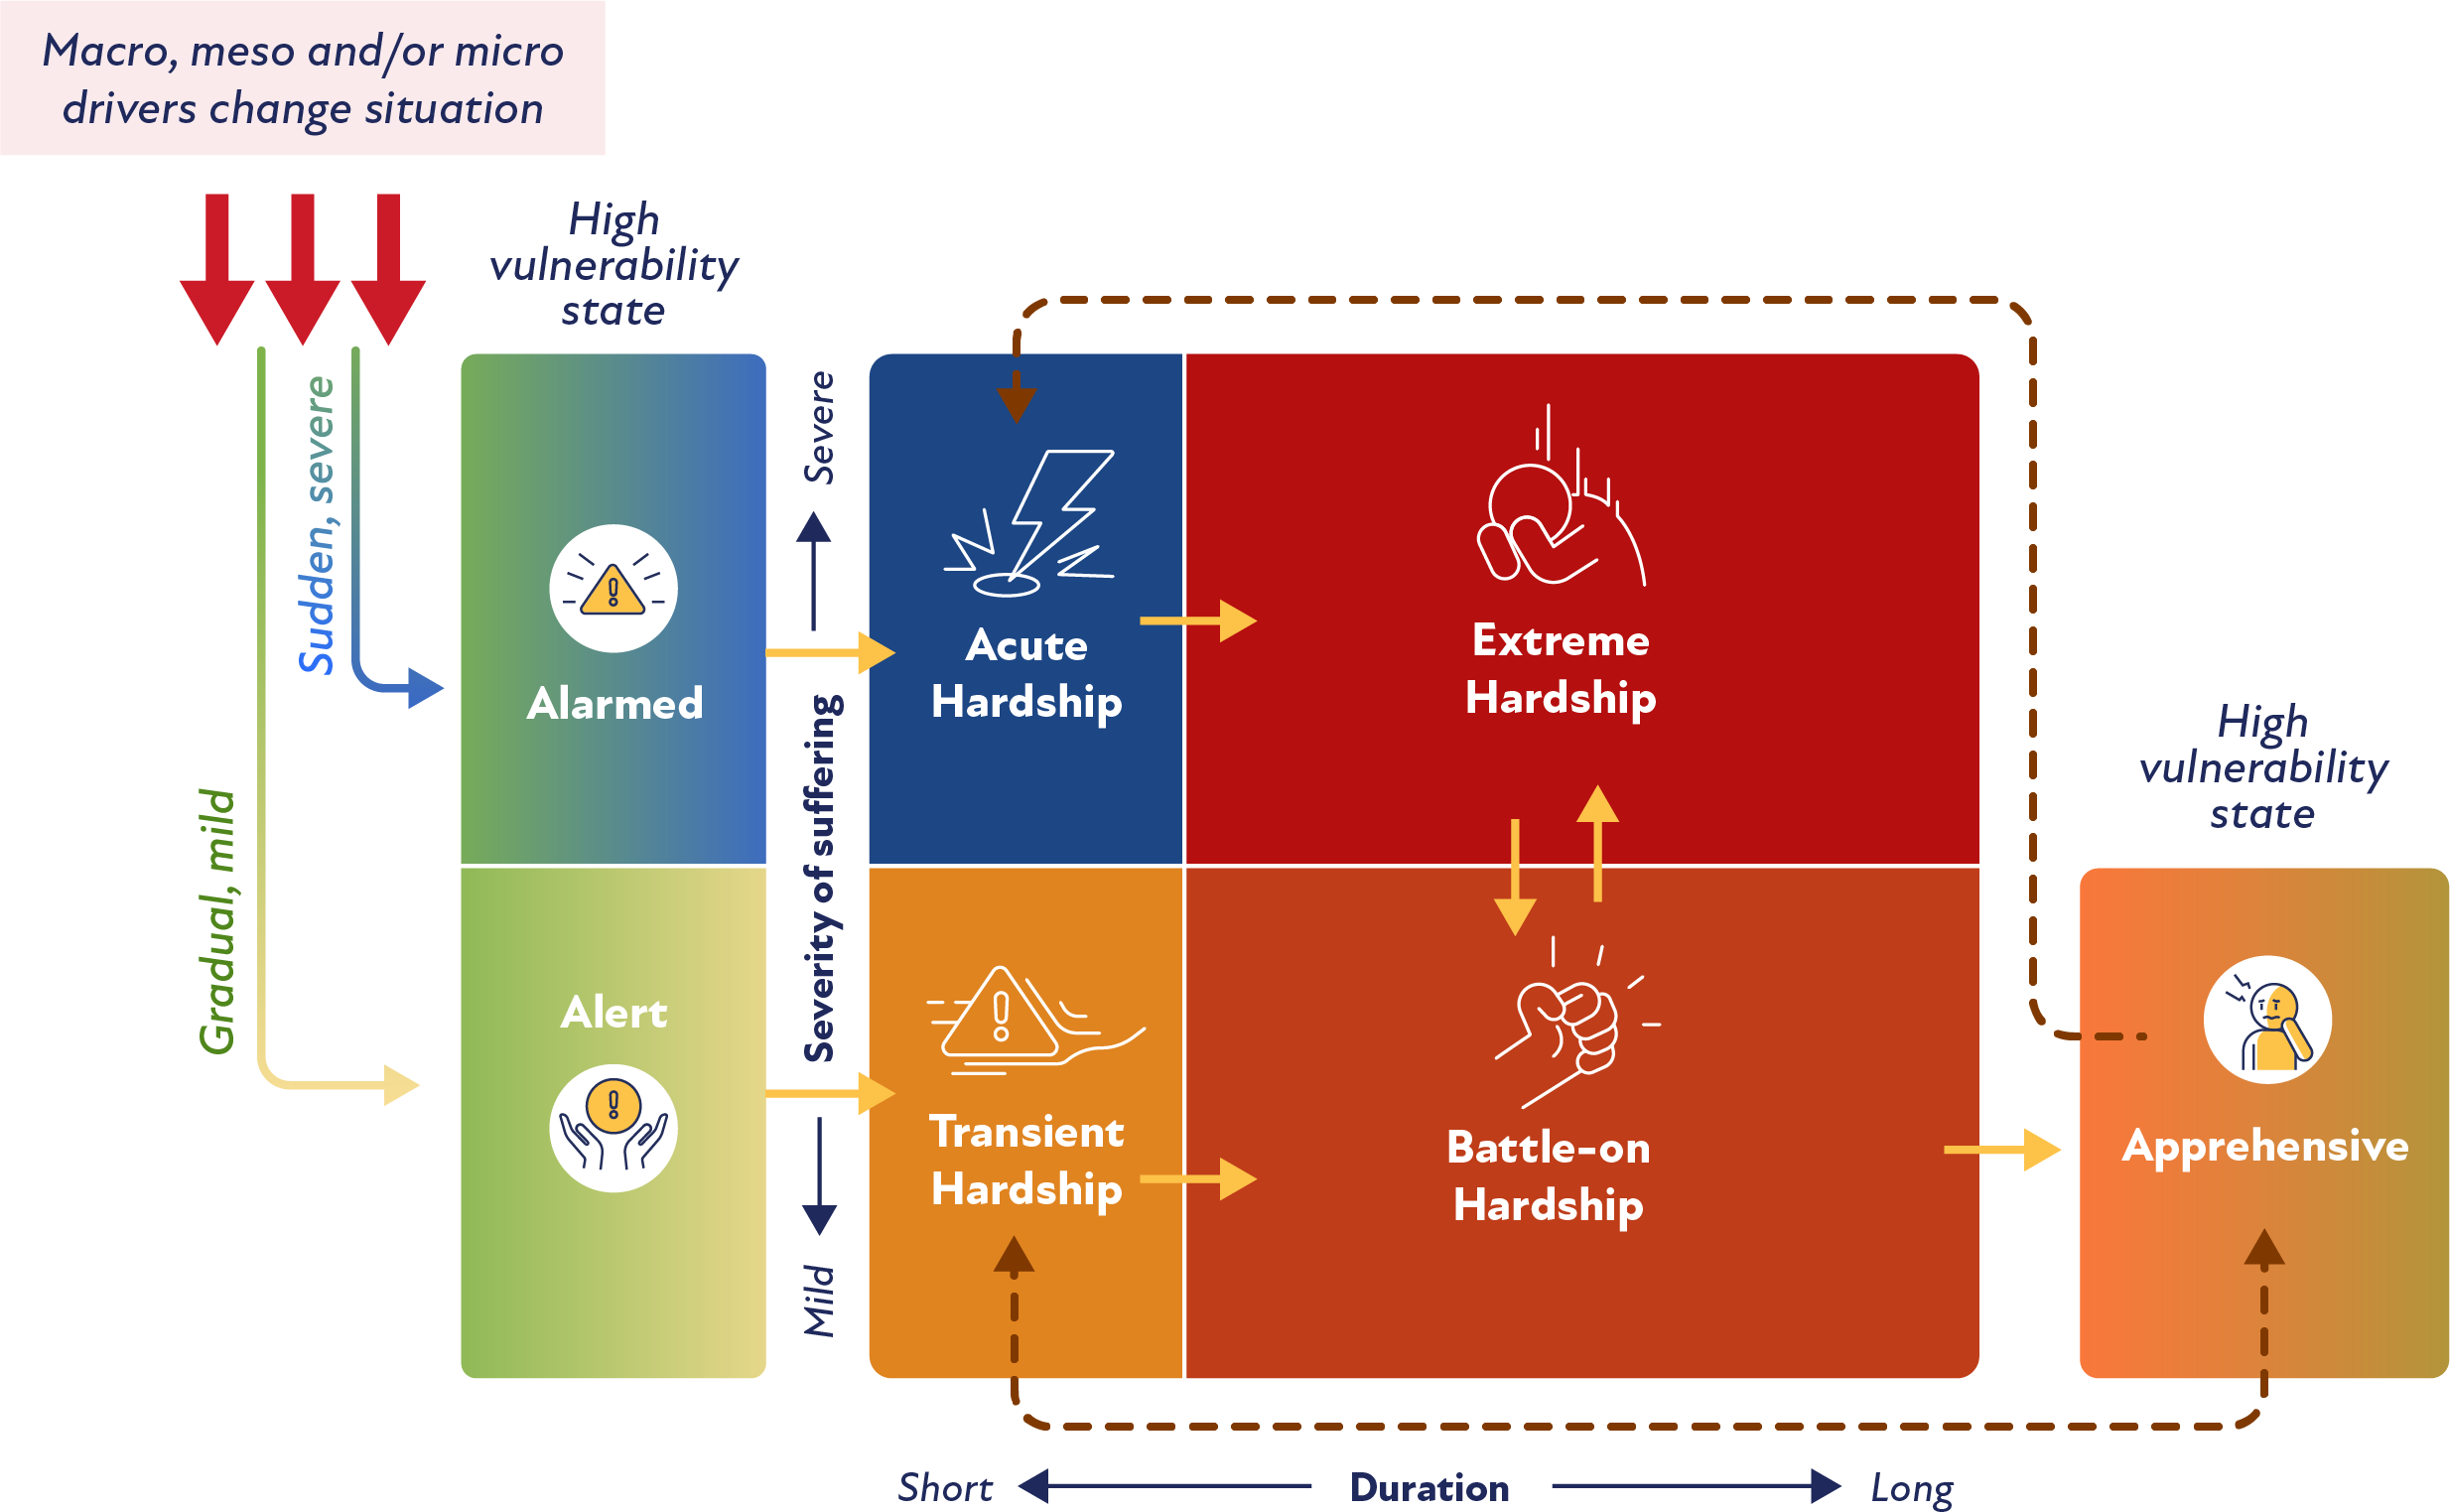 Macro, meso and/or micro
drivers change situation
High
vulnerability
state
Sudden, severe
Gradual, mild
Alarmed
Alert
Severe
Severity of suffering
Mild
Acute
Hardship
Extreme
Hardship
Transient
Hardship
Battle-on
Hardship
High
vulnerability
state
Apprehensive
Short
Duration
Long